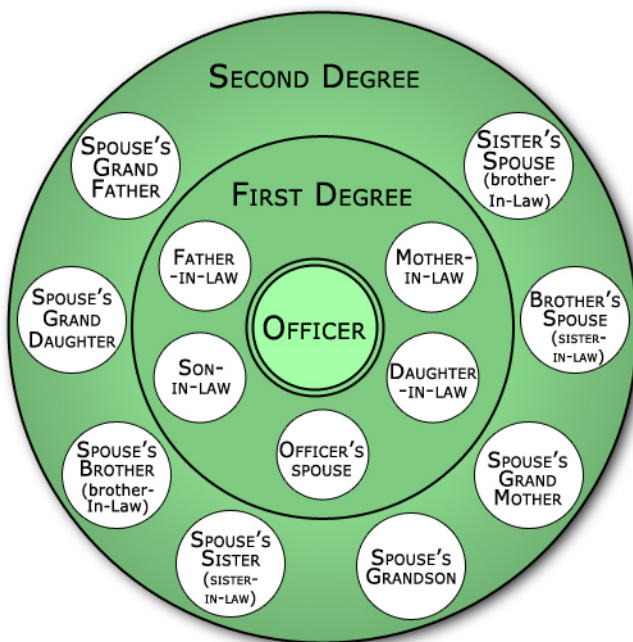 SECOND DEGREE
SPOUSE'S
GRAND
FATHER
SISTER'S
SPOUSE
(brother-
In-Law)
FIRST DEGREE
FATHER
-IN-LAW
MOTHER-
IN-LAW
SPOUSE'S
GRAND
DAUGHTER
OFFICER
BROTHER'S
SPOUSE
(SISTER-
IN-LAW)
SON-
IN-LAW
DAUGHTER
-IN-LAW
SPOUSE'S
BROTHER
(brother-
In-Law)
OFFICER'S
SPOUSE
SPOUSE'S
GRAND
MOTHER
SPOUSE'S
SISTER
(SISTER-
IN-LAW)
SPOUSE'S
GRANDSON